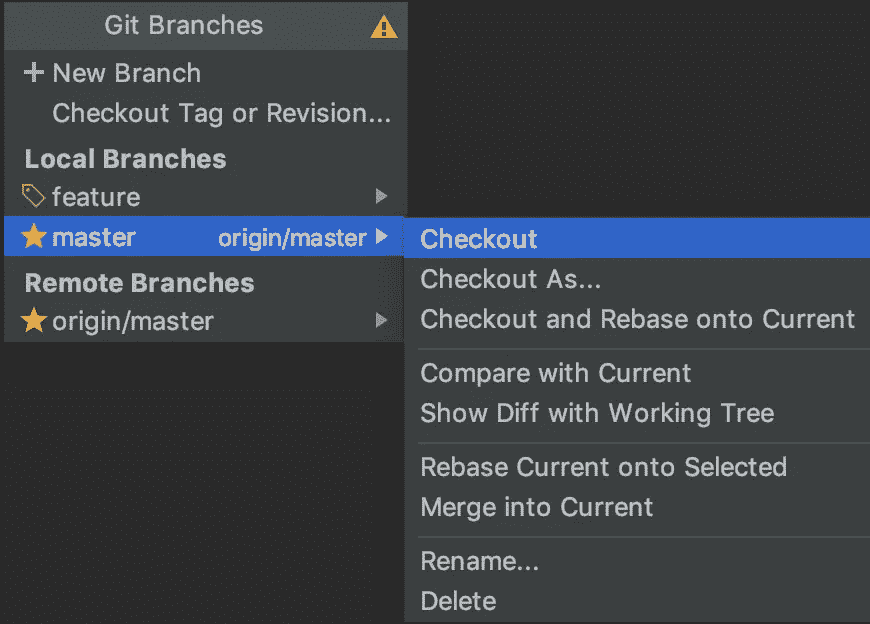 Git Branches
+ New Branch
Checkout Tag or Revision...
Local Branches
feature
master origin/master
Remote Branches
origin/master
Checkout
Checkout As...
Checkout and Rebase onto Current
Compare with Current
Show Diff with Working Tree
Rebase Current onto Selected
Merge into Current
Rename...
Delete